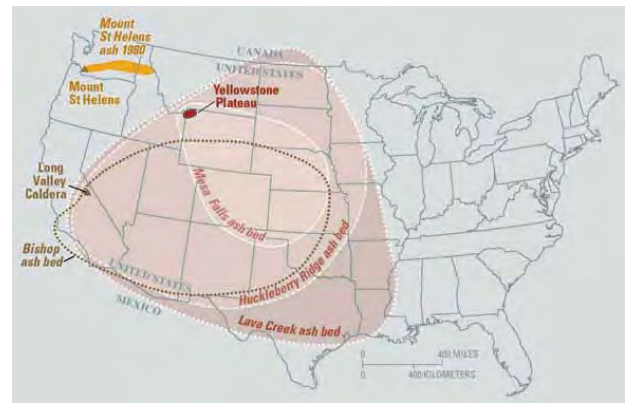 Mount
St Helens
ash 1980
CANADA
UNITED STATES
Mount
St Helens
Yellowstone
Plateau
Long
Valley
Caldera
Mesa Falls ash bed
Bishop
ash bed
UNITED STATES
MEXICO
Huckleberry Ridge ash bed
Lava Creek ash bed
0 400 MILES
0 400 KILOMETERS